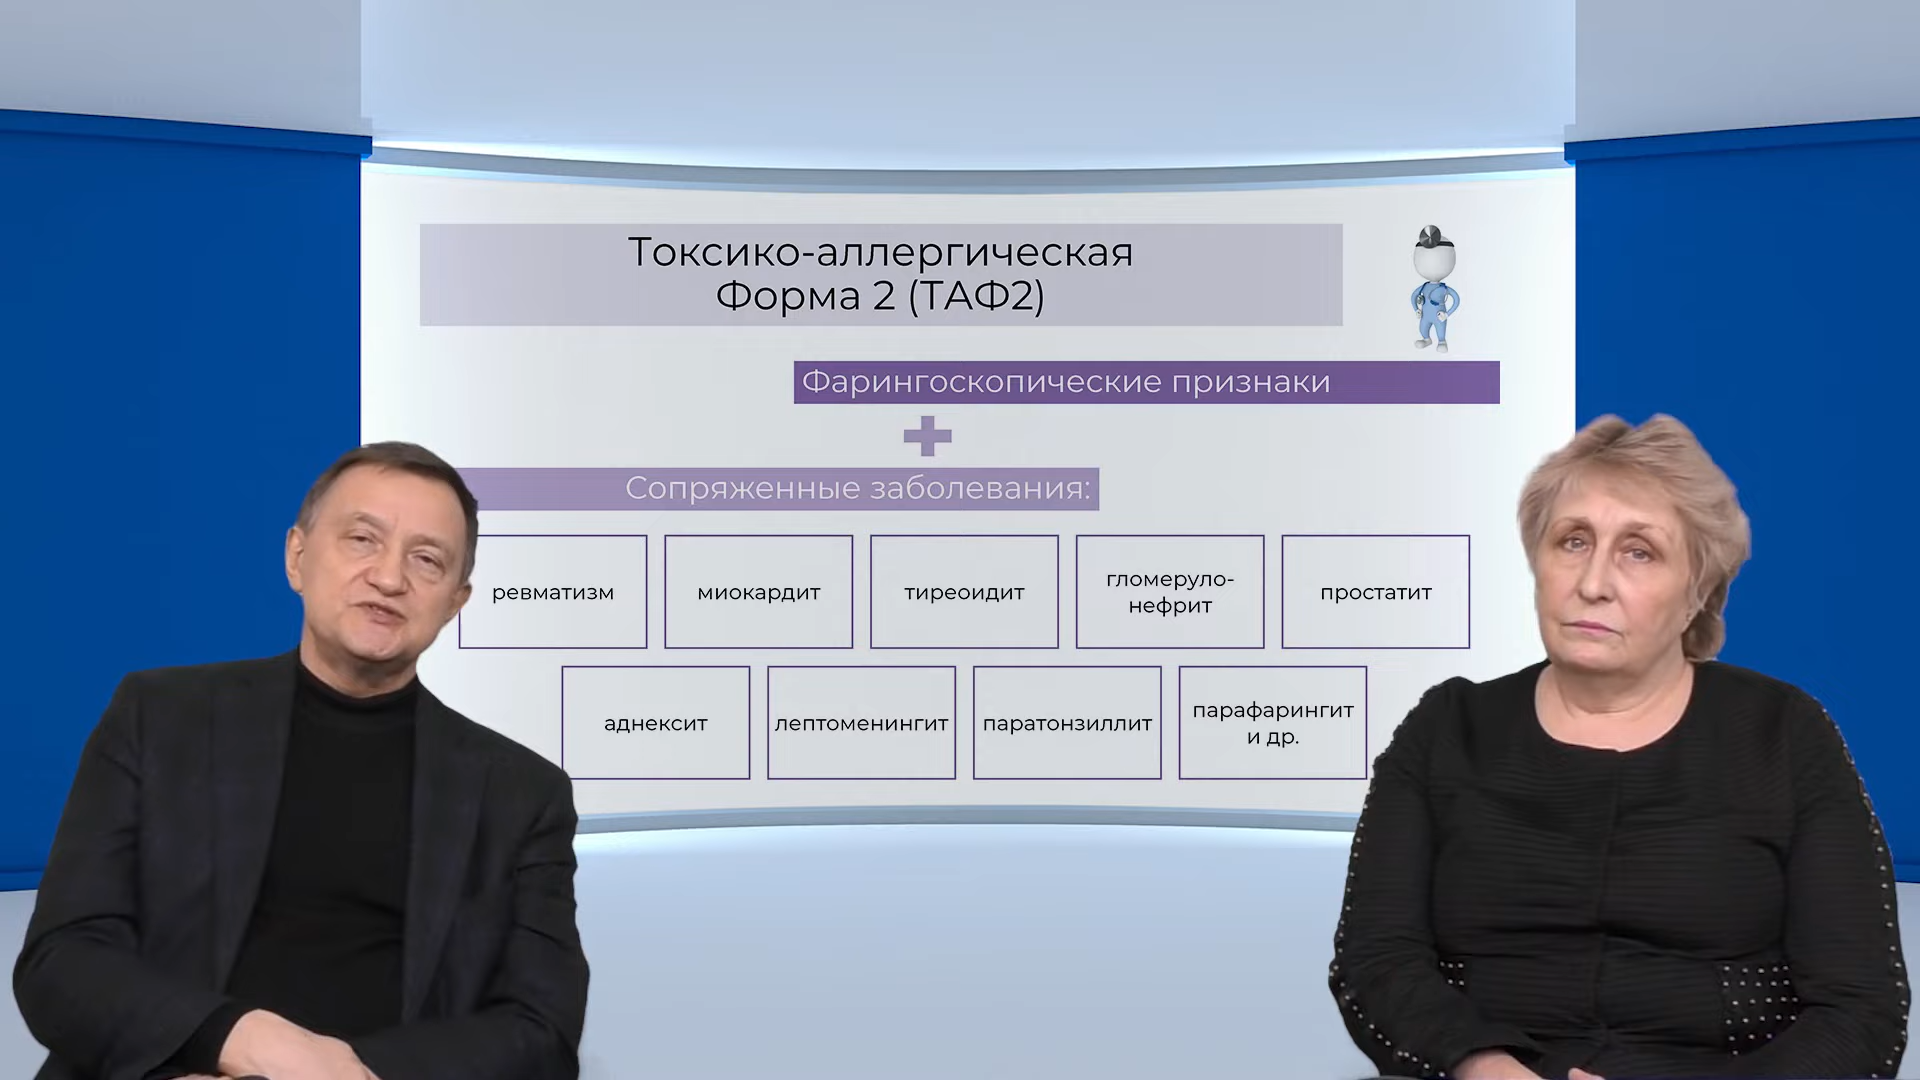 Токсико-аллергическая
Форма 2 (ТАФ2)
Фарингоскопические признаки
Сопряженные заболевания:
ревматизм
миокардит
тиреоидит
гломеруло-
нефрит
простатит
аднексит
лептоменингит
паратонзиллит
парафарингит
и др.